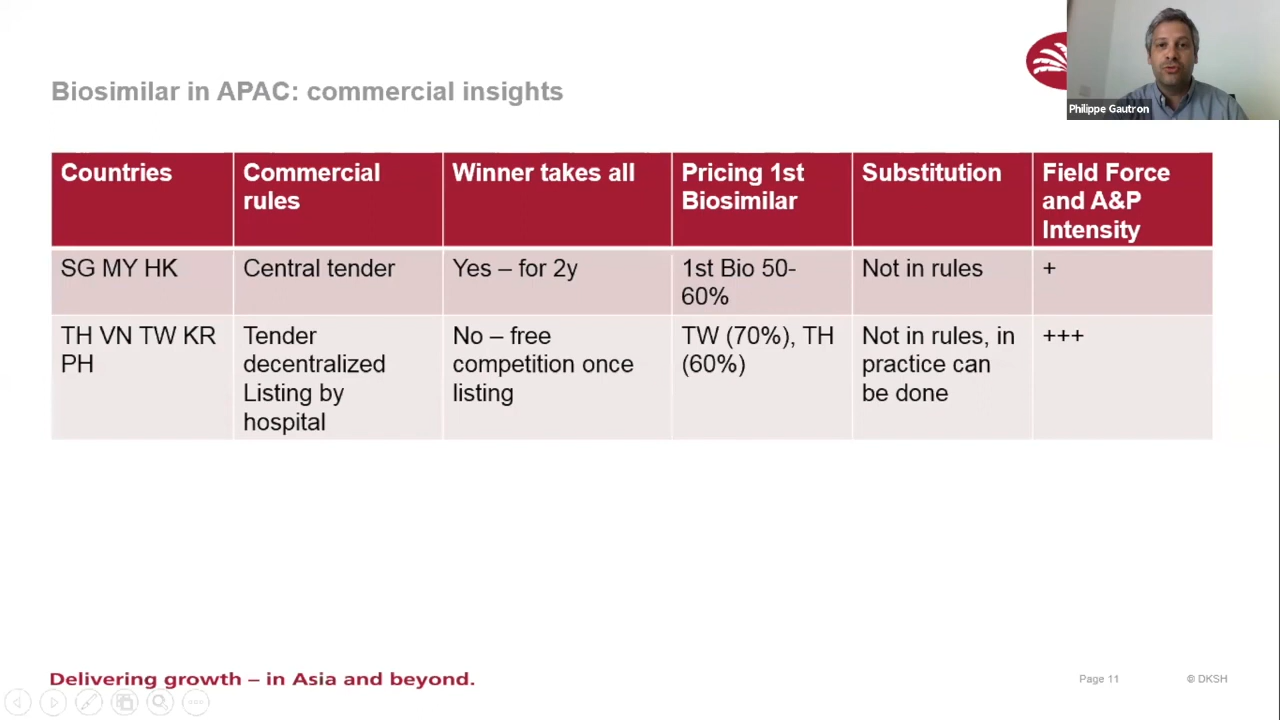 Philippe Gautron
Biosimilar in APAC: commercial insights
Countries
Commercial
rules
Winner takes all
Pricing 1st
Biosimilar
Substitution
Field Force
and A&P
Intensity
SG MY HK
Central tender
Yes – for 2y
1st Bio 50-
60%
Not in rules
+
TH VN TW KR
PH
Tender
decentralized
Listing by
hospital
No – free
competition once
listing
TW (70%), TH
(60%)
Not in rules, in
practice can
be done
+++
Delivering growth – in Asia and beyond.
Page 11
@ DKSH